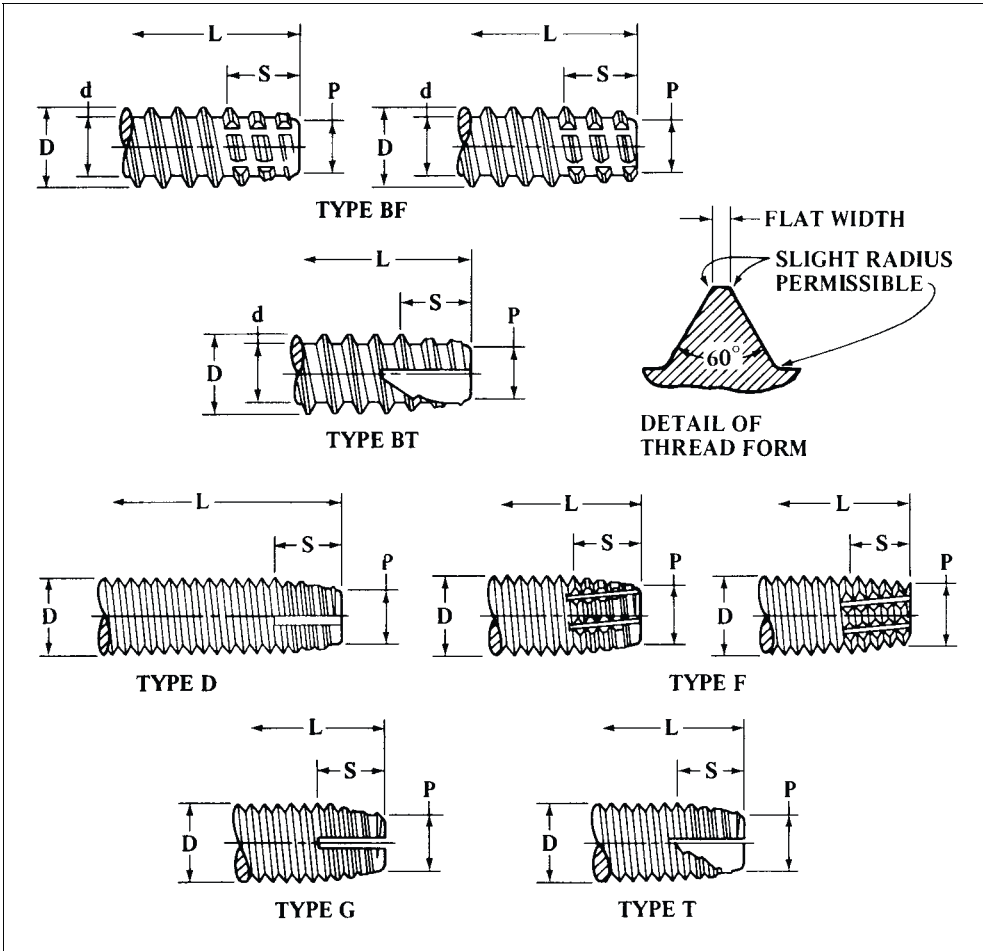 L L
S S
d P d P
D D
TYPE BF
FLAT WIDTH
SLIGHT RADIUS
PERMISSIBLE
60°
DETAIL OF
THREAD FORM
L
S
d P
D
TYPE BT
L L L
S S S
P P P
D D D
TYPE D TYPE F
L L
S S
P P
D D
TYPE G TYPE T